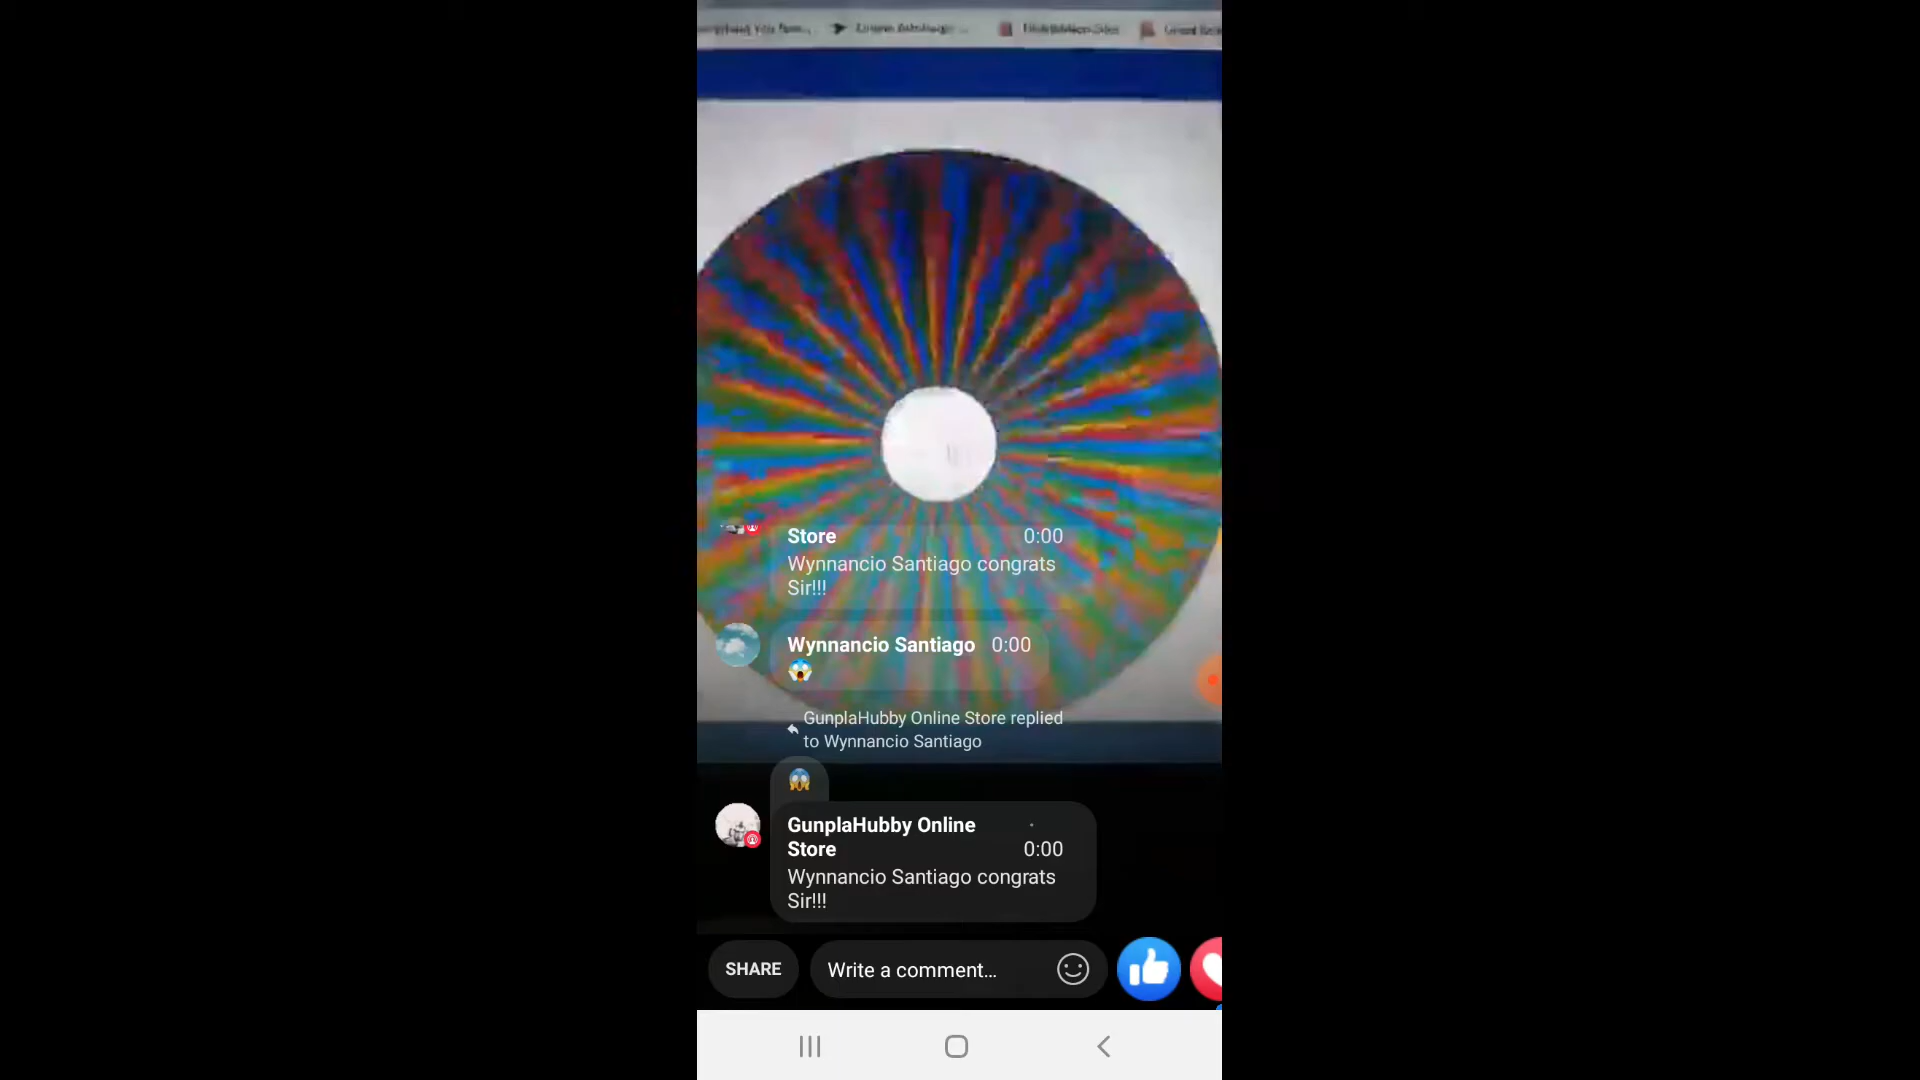 Store 0:00
Wynnancio Santiago congrats
Sir!!!
Wynnancio Santiago 0:00
GunplaHubby Online Store replied
to Wynnancio Santiago
GunplaHubby Online ·
Store 0:00
Wynnancio Santiago congrats
Sir!!!
SHARE Write a comment...